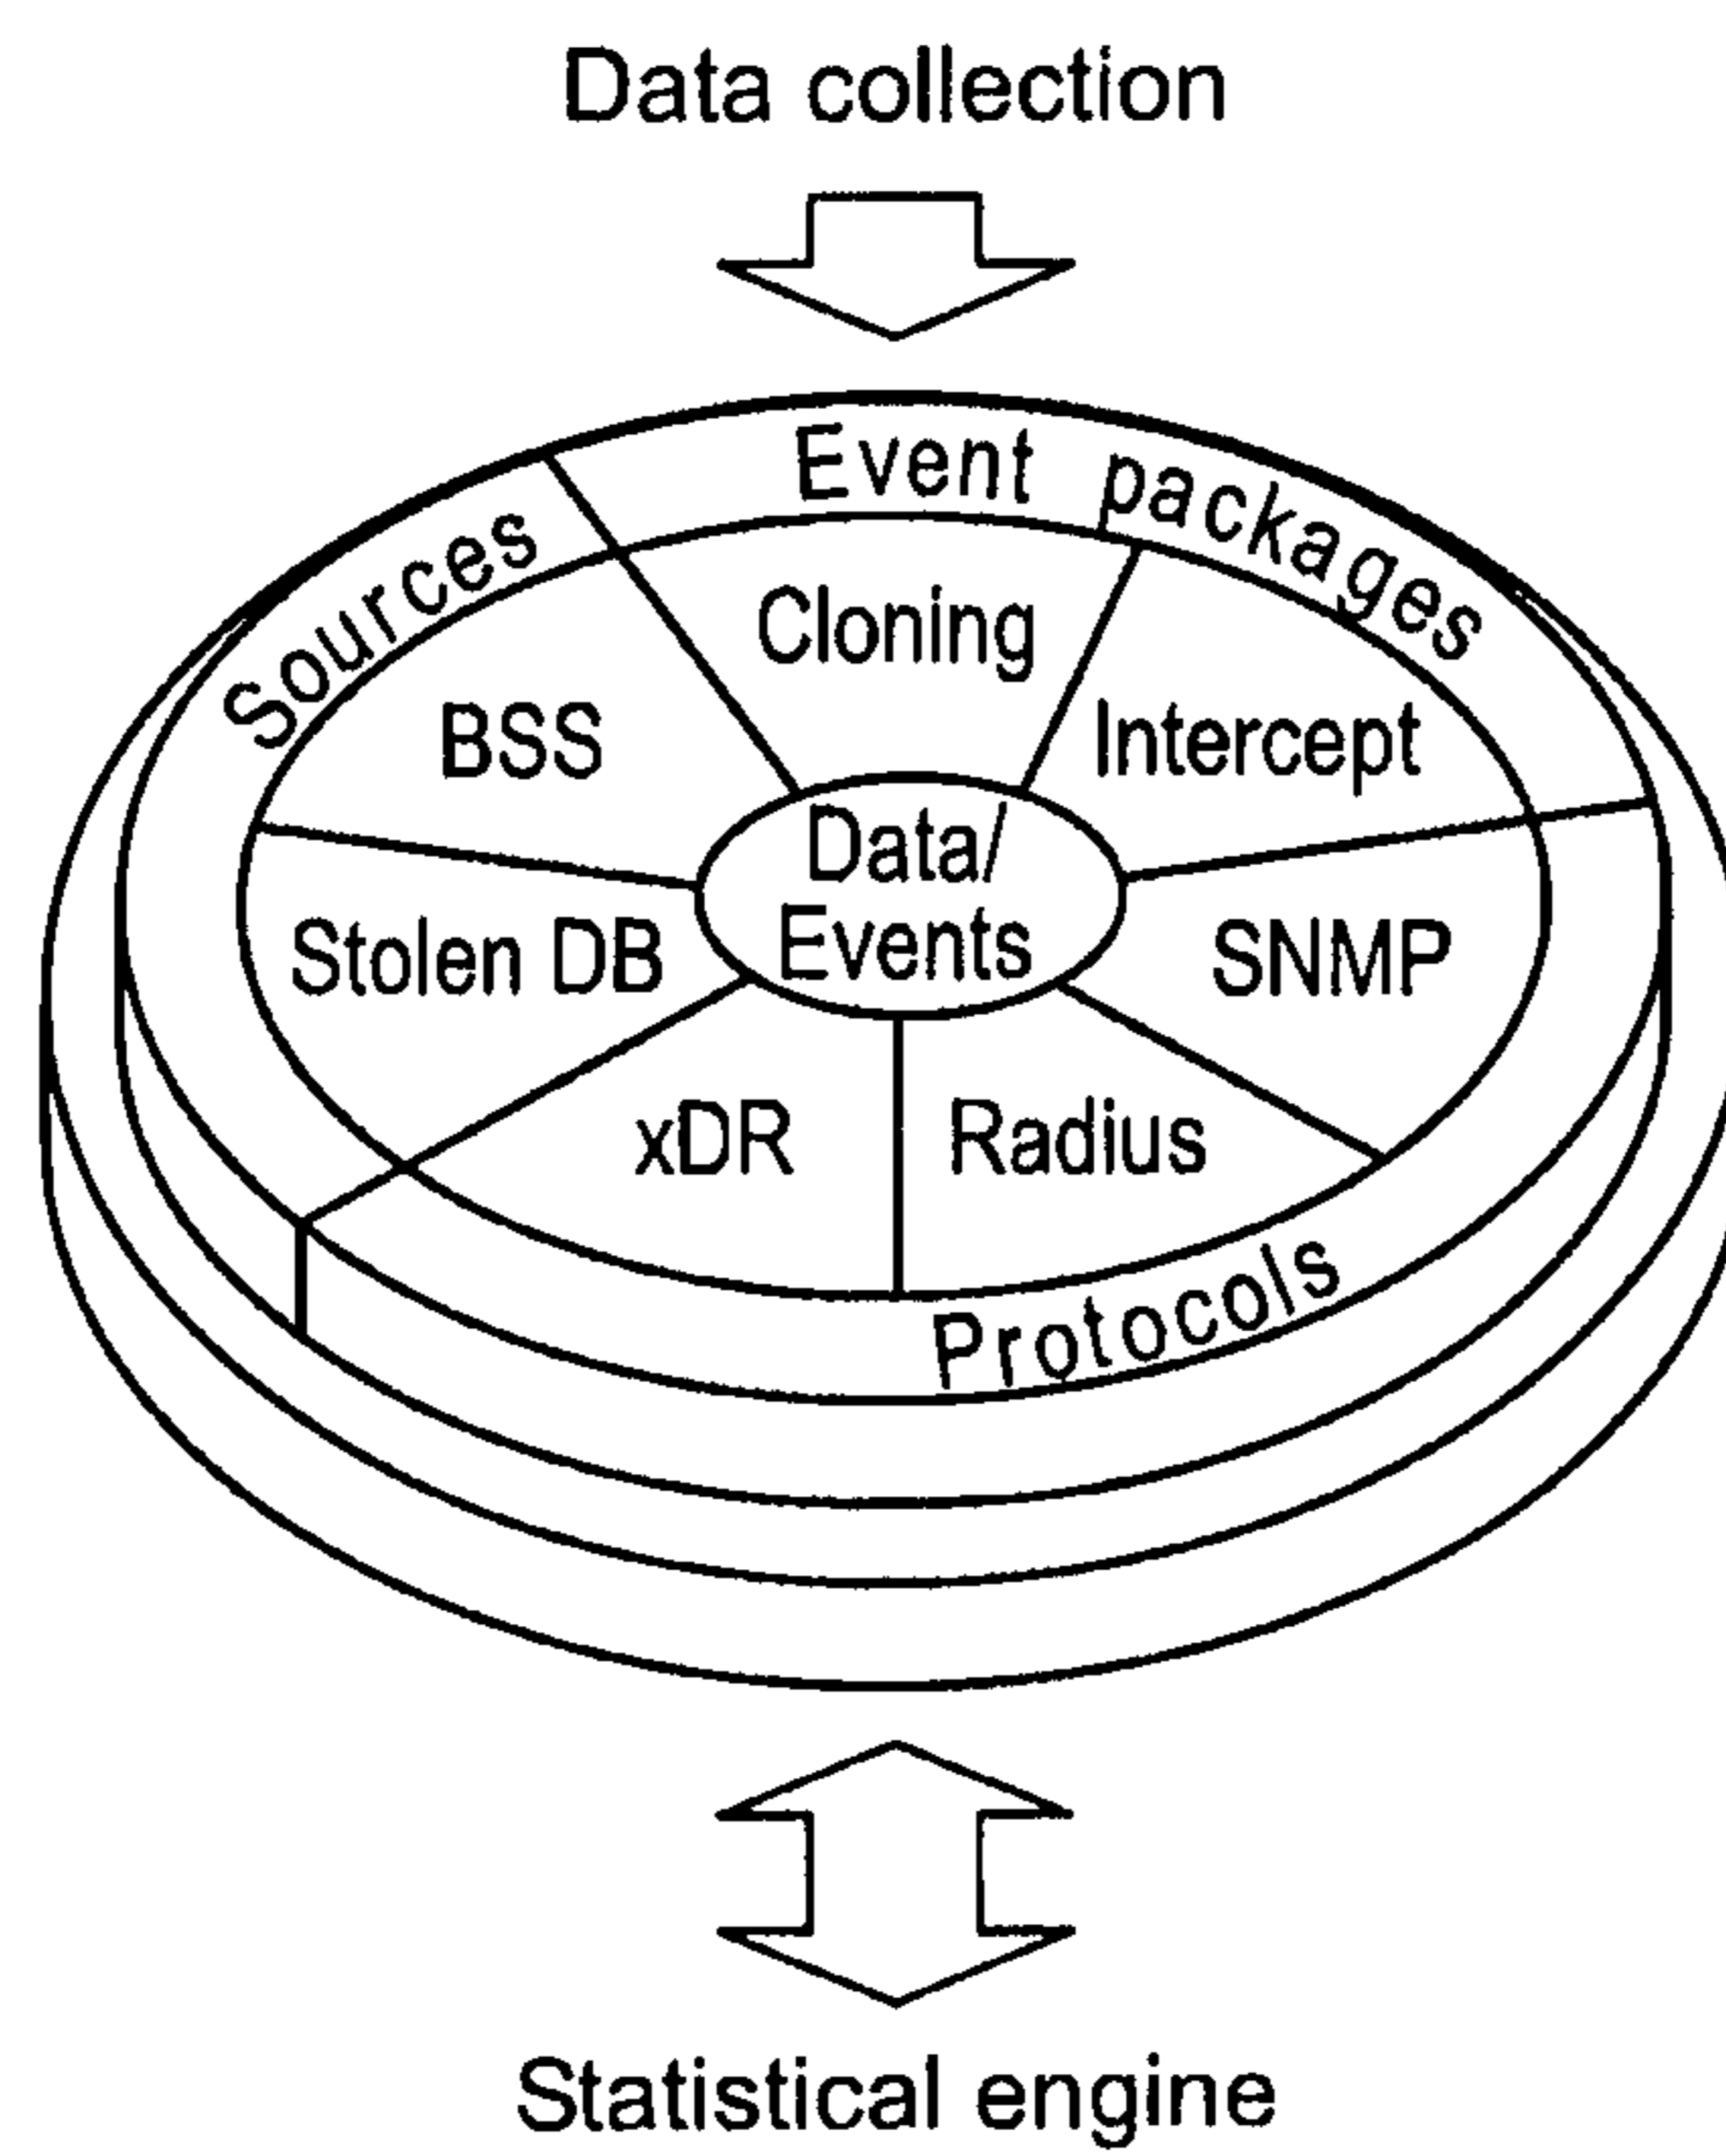 Data collection
Event packages
Sources
Cloning
BSS
Intercept
Data/
Events
Stolen DB
SNMP
xDR
Radius
Protocols
Statistical engine